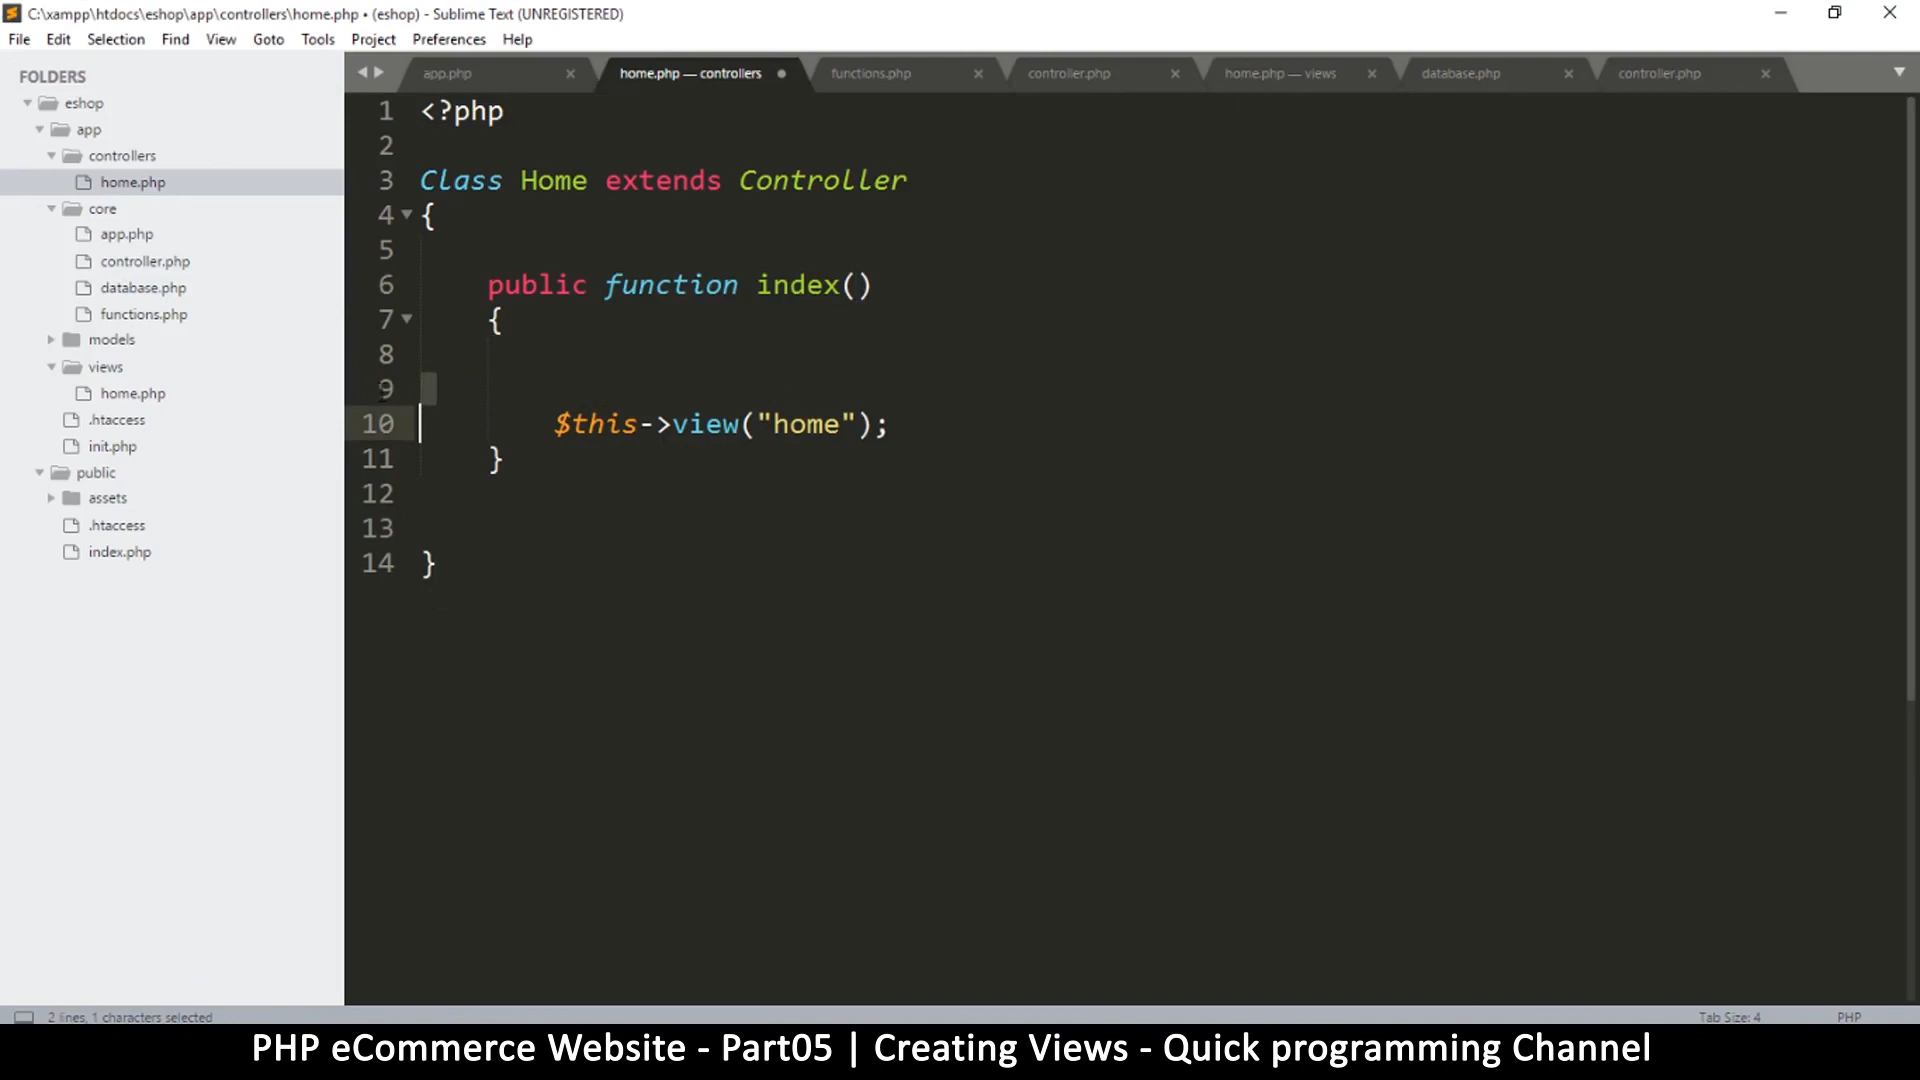 C:\xampp\htdocs\eshop\app\controllers\home.php • (eshop) - Sublime Text (UNREGISTERED)
File Edit Selection Find View Goto Tools Project Preferences Help
FOLDERS
eshop
app
controllers
home.php
core
app.php
controller.php
database.php
functions.php
models
views
home.php
.htaccess
init.php
public
assets
.htaccess
index.php
app.php home.php — controllers functions.php controller.php home.php — views database.php controller.php
1 <?php
2
3 Class Home extends Controller
4 {
5
6 public function index()
7 {
8
9
10 $this->view("home");
11 }
12
13
14 }
2 lines, 1 characters selected Tab Size: 4 PHP
PHP eCommerce Website - Part05 | Creating Views - Quick programming Channel